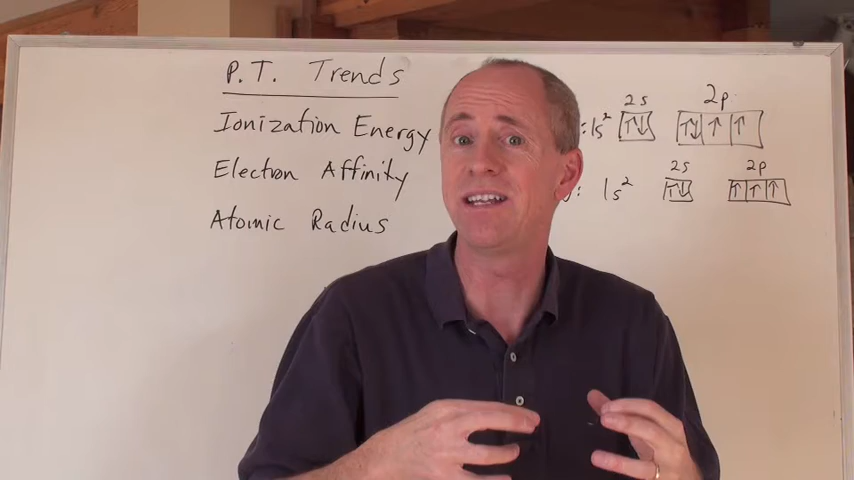 P.T. Trends
Ionization Energy
Electron Affinity
Atomic Radius
2s 2p
: 1s² ↑↓ ↑↓ ↑ ↑
2s 2p
: 1s² ↑↓ ↑ ↑ ↑